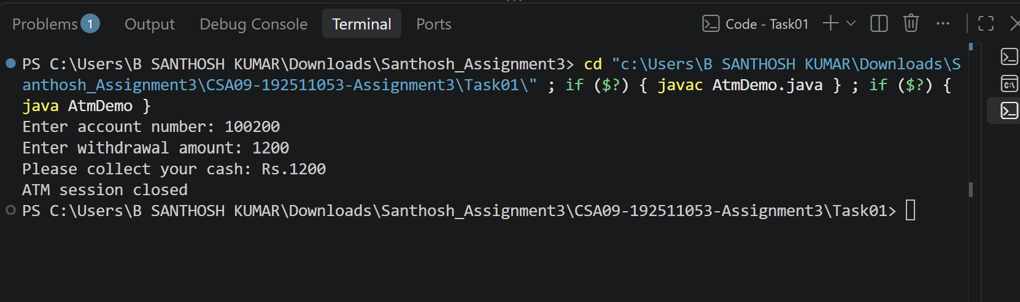 Problems 1 Output Debug Console Terminal Ports Code - Task01
PS C:\Users\B SANTHOSH KUMAR\Downloads\Santhosh_Assignment3> cd "c:\Users\B SANTHOSH KUMAR\Downloads\S
anthosh_Assignment3\CSA09-192511053-Assignment3\Task01\" ; if ($?) { javac AtmDemo.java } ; if ($?) {
java AtmDemo }
Enter account number: 100200
Enter withdrawal amount: 1200
Please collect your cash: Rs.1200
ATM session closed
PS C:\Users\B SANTHOSH KUMAR\Downloads\Santhosh_Assignment3\CSA09-192511053-Assignment3\Task01>